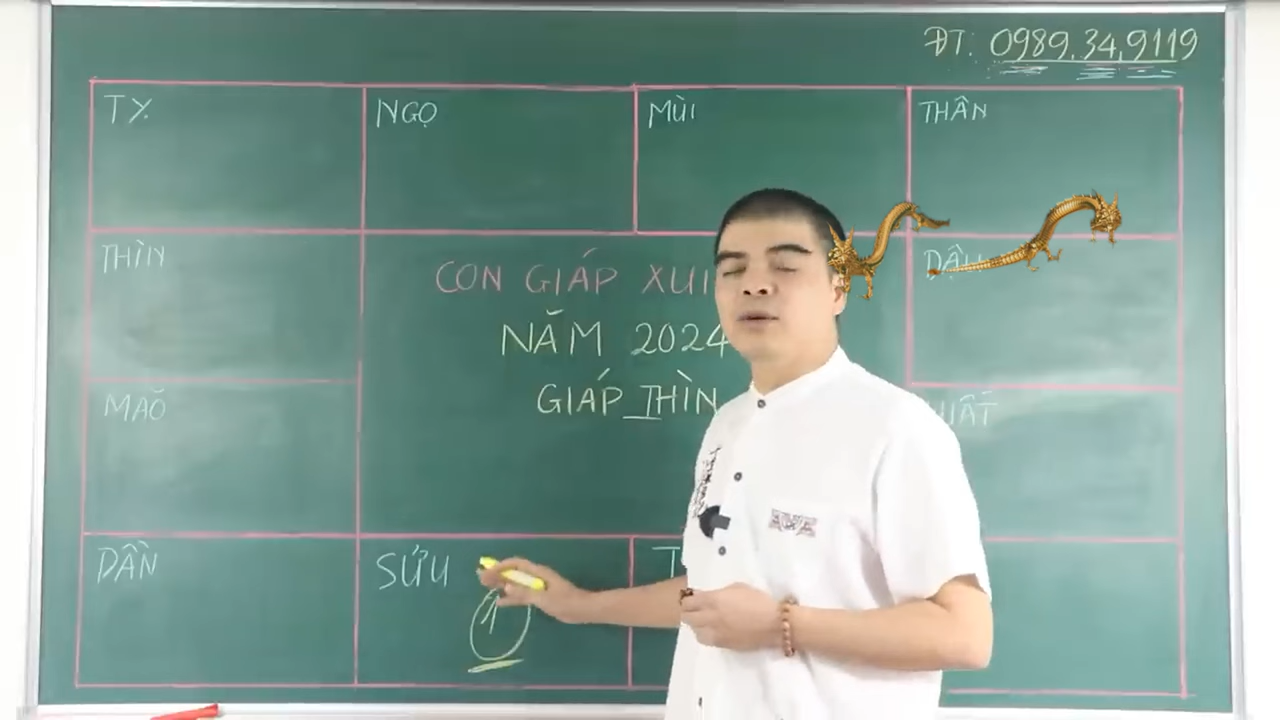 ĐT: 0989.34.9119
TỴ
NGỌ
MÙI
THÂN
THÌN
CON GIÁP XUI
DẬU
NĂM 2024
GIÁP THÌN
MÃO
DẦN
SỬU
1